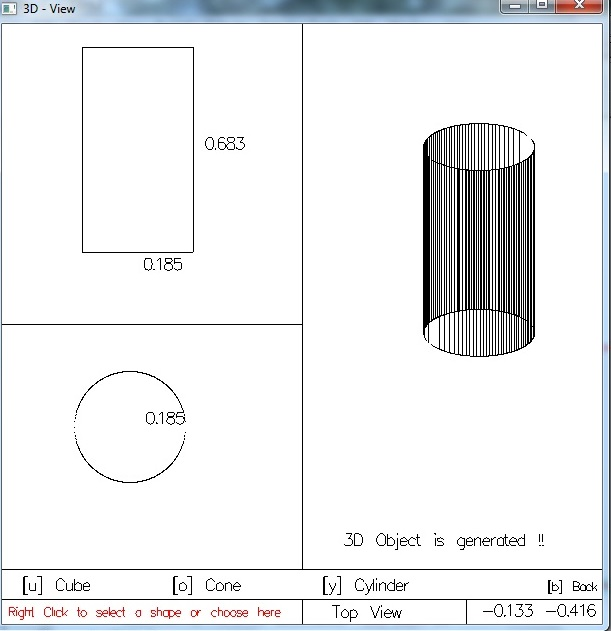 3D - View
0.683
0.185
0.185
3D Object is generated !!
[u] Cube [o] Cone [y] Cylinder [b] Back
Right Click to select a shape or choose here Top View -0.133 -0.416